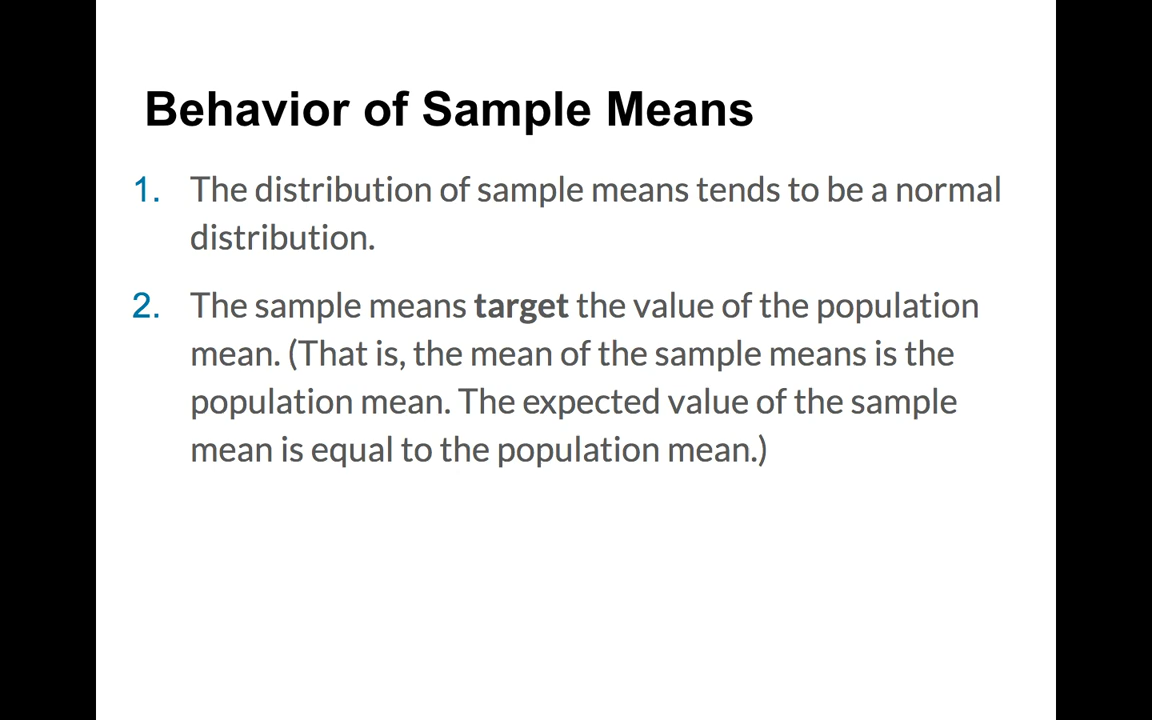 Behavior of Sample Means
1. The distribution of sample means tends to be a normal
distribution.
2. The sample means target the value of the population
mean. (That is, the mean of the sample means is the
population mean. The expected value of the sample
mean is equal to the population mean.)